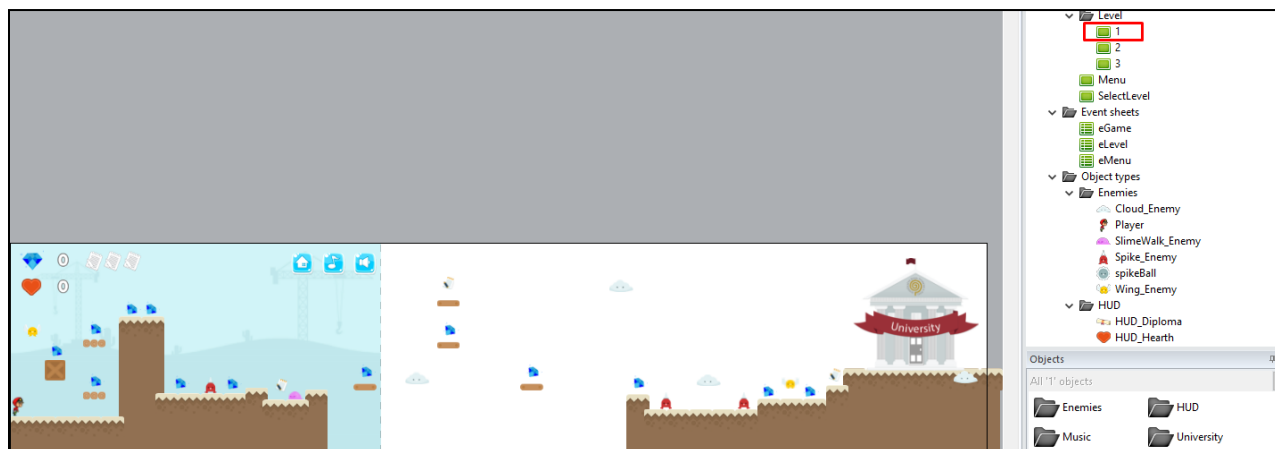 Level
1
2
3
Menu
SelectLevel
Event sheets
eGame
eLevel
eMenu
Object types
Enemies
Cloud_Enemy
Player
SlimeWalk_Enemy
Spike_Enemy
spikeBall
Wing_Enemy
HUD
HUD_Diploma
HUD_Hearth
0
0
University
Objects
All '1' objects
Enemies
HUD
Music
University